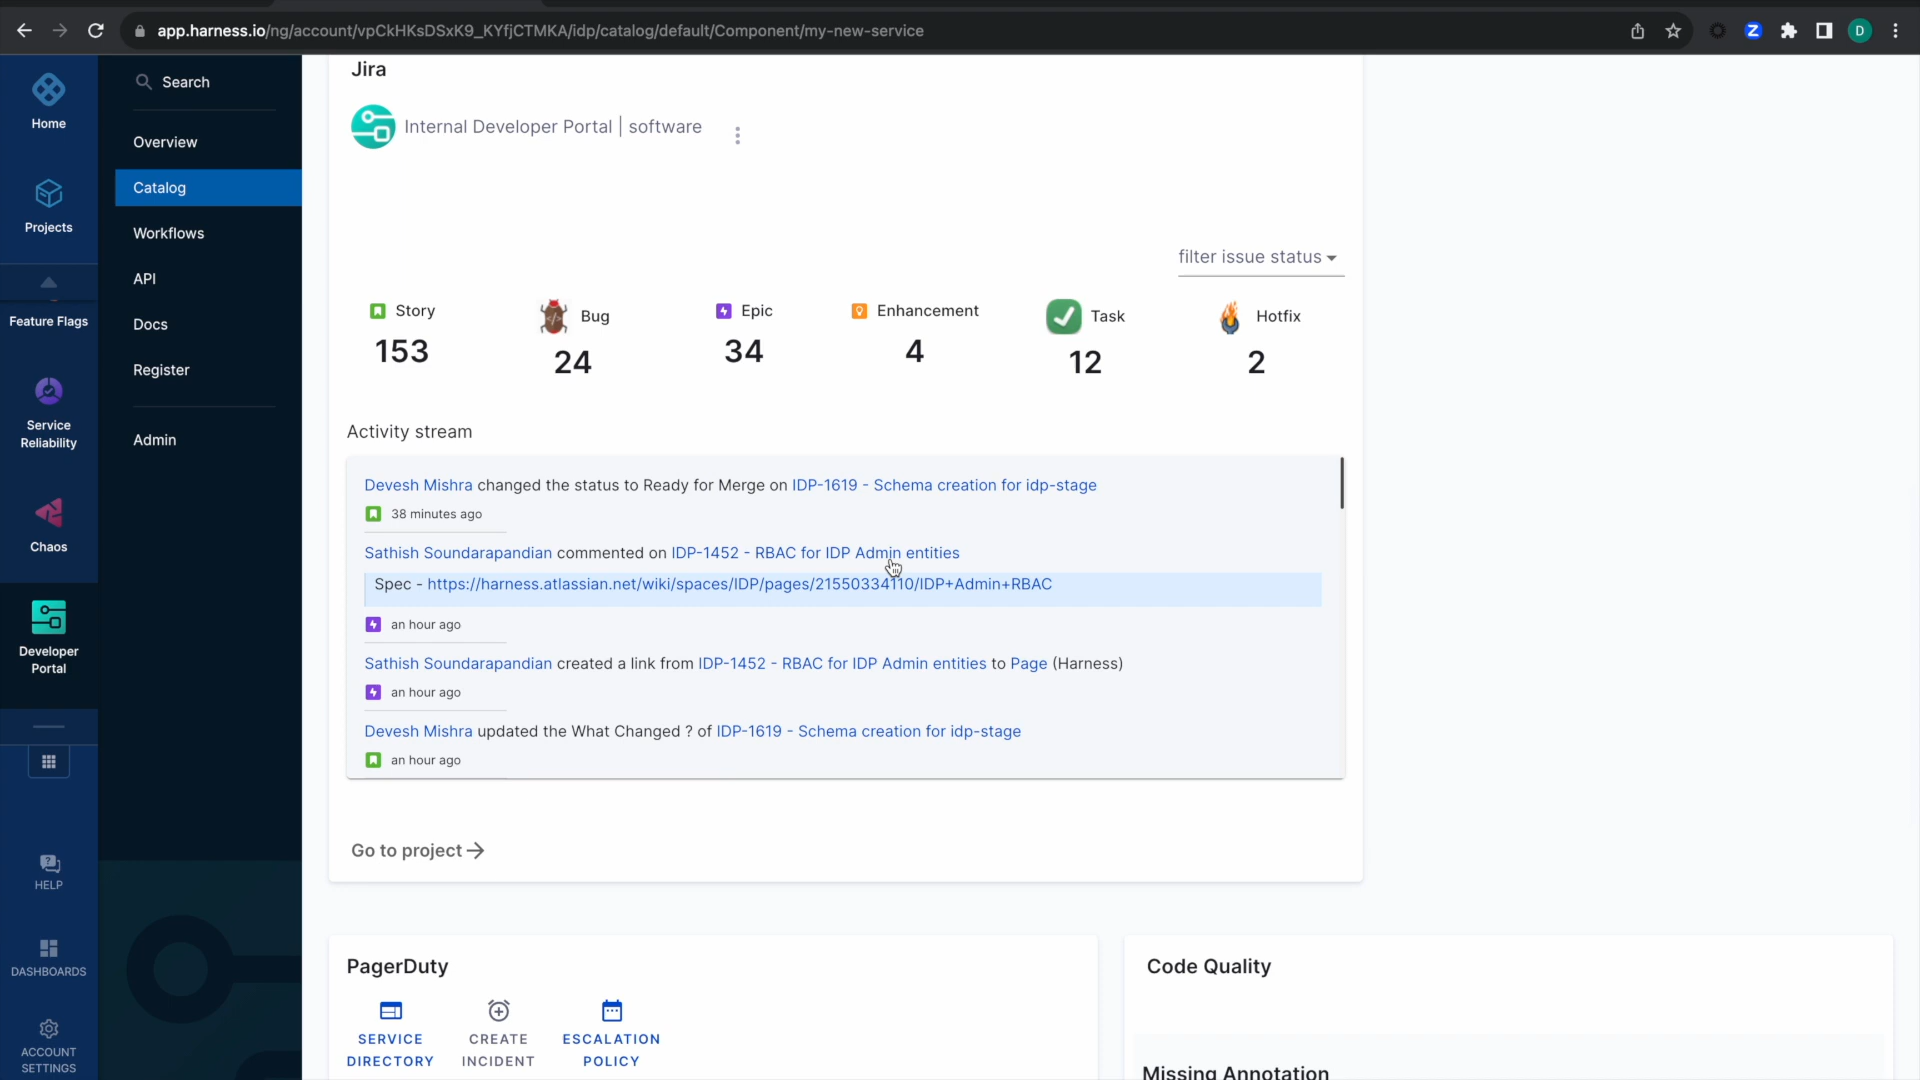 app.harness.io/ng/account/vpCkHKsDSxK9_KYfjCTMKA/idp/catalog/default/Component/my-new-service
Z
D
Home
Projects
Feature Flags
Service
Reliability
Chaos
Developer
Portal
HELP
DASHBOARDS
ACCOUNT
SETTINGS
Search
Overview
Catalog
Workflows
API
Docs
Register
Admin
Jira
Internal Developer Portal | software
filter issue status
Story
153
Bug
24
Epic
34
Enhancement
4
Task
12
Hotfix
2
Activity stream
Devesh Mishra changed the status to Ready for Merge on IDP-1619 - Schema creation for idp-stage
38 minutes ago
Sathish Soundarapandian commented on IDP-1452 - RBAC for IDP Admin entities
Spec - https://harness.atlassian.net/wiki/spaces/IDP/pages/21550334110/IDP+Admin+RBAC
an hour ago
Sathish Soundarapandian created a link from IDP-1452 - RBAC for IDP Admin entities to Page (Harness)
an hour ago
Devesh Mishra updated the What Changed ? of IDP-1619 - Schema creation for idp-stage
an hour ago
Go to project
PagerDuty
SERVICE
DIRECTORY
CREATE
INCIDENT
ESCALATION
POLICY
Code Quality
Missing Annotation